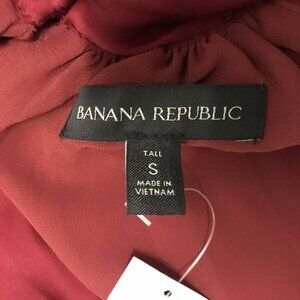 BANANA REPUBLIC
TALL
S
MADE IN
VIETNAM